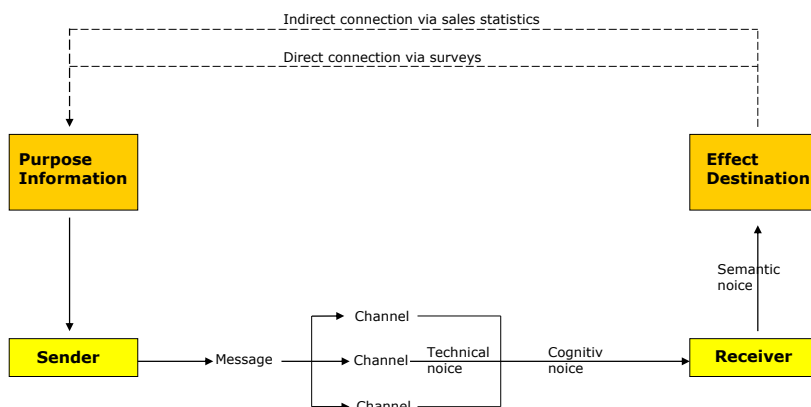 Indirect connection via sales statistics
Direct connection via surveys
Purpose
Information
Effect
Destination
Semantic
noice
Channel
Sender
Message
Channel
Technical
noice
Cognitiv
noice
Receiver
Channel